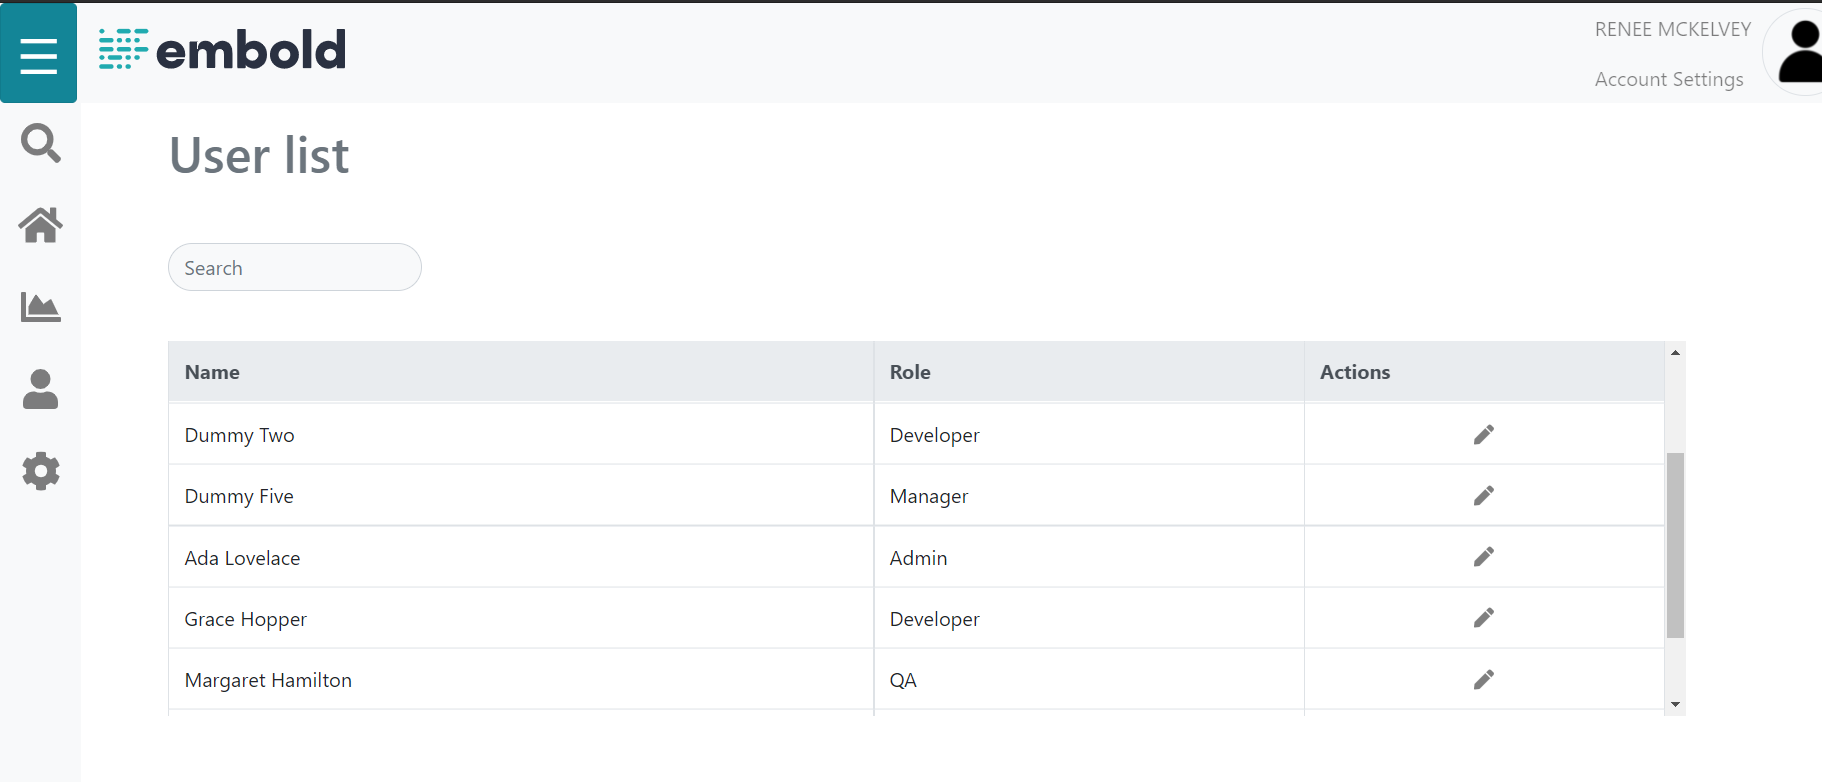 embold
RENEE MCKELVEY
Account Settings
User list
Search
Name Role Actions
Dummy Two Developer
Dummy Five Manager
Ada Lovelace Admin
Grace Hopper Developer
Margaret Hamilton QA